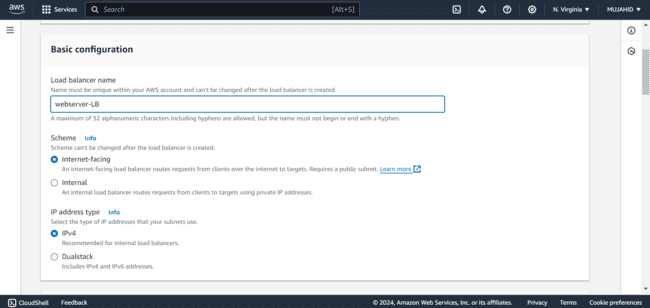 aws Services Search [Alt+S] N. Virginia MUJAHID
Basic configuration
Load balancer name
Name must be unique within your AWS account and can't be changed after the load balancer is created.
webserver-LB
A maximum of 32 alphanumeric characters including hyphens are allowed, but the name must not begin or end with a hyphen.
Scheme Info
Scheme can't be changed after the load balancer is created.
Internet-facing
An internet-facing load balancer routes requests from clients over the internet to targets. Requires a public subnet. Learn more
Internal
An internal load balancer routes requests from clients to targets using private IP addresses.
IP address type Info
Select the type of IP addresses that your subnets use.
IPv4
Recommended for internal load balancers.
Dualstack
Includes IPv4 and IPv6 addresses.
CloudShell Feedback © 2024, Amazon Web Services, Inc. or its affiliates. Privacy Terms Cookie preferences